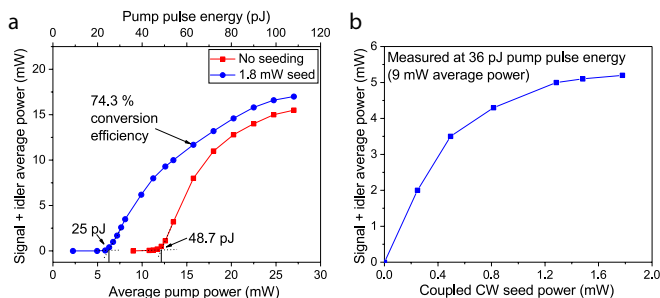 a
Pump pulse energy (pJ)
0 20 40 60 80 100 120
Signal + idler average power (mW)
15
10
5
0
No seeding
1.8 mW seed
74.3 %
conversion
efficiency
25 pJ
48.7 pJ
0 5 10 15 20 25 30
Average pump power (mW)
b
Signal + idler average power (mW)
6
5
4
3
2
1
0
Measured at 36 pJ pump pulse energy
(9 mW average power)
0.0 0.4 0.8 1.2 1.6 2.0
Coupled CW seed power (mW)